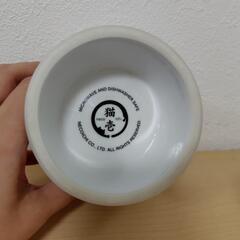 MICROWAVE AND DISHWASHER SAFE
猫
壱
NECOICHI CO., LTD. ALL RIGHTS RESERVED.